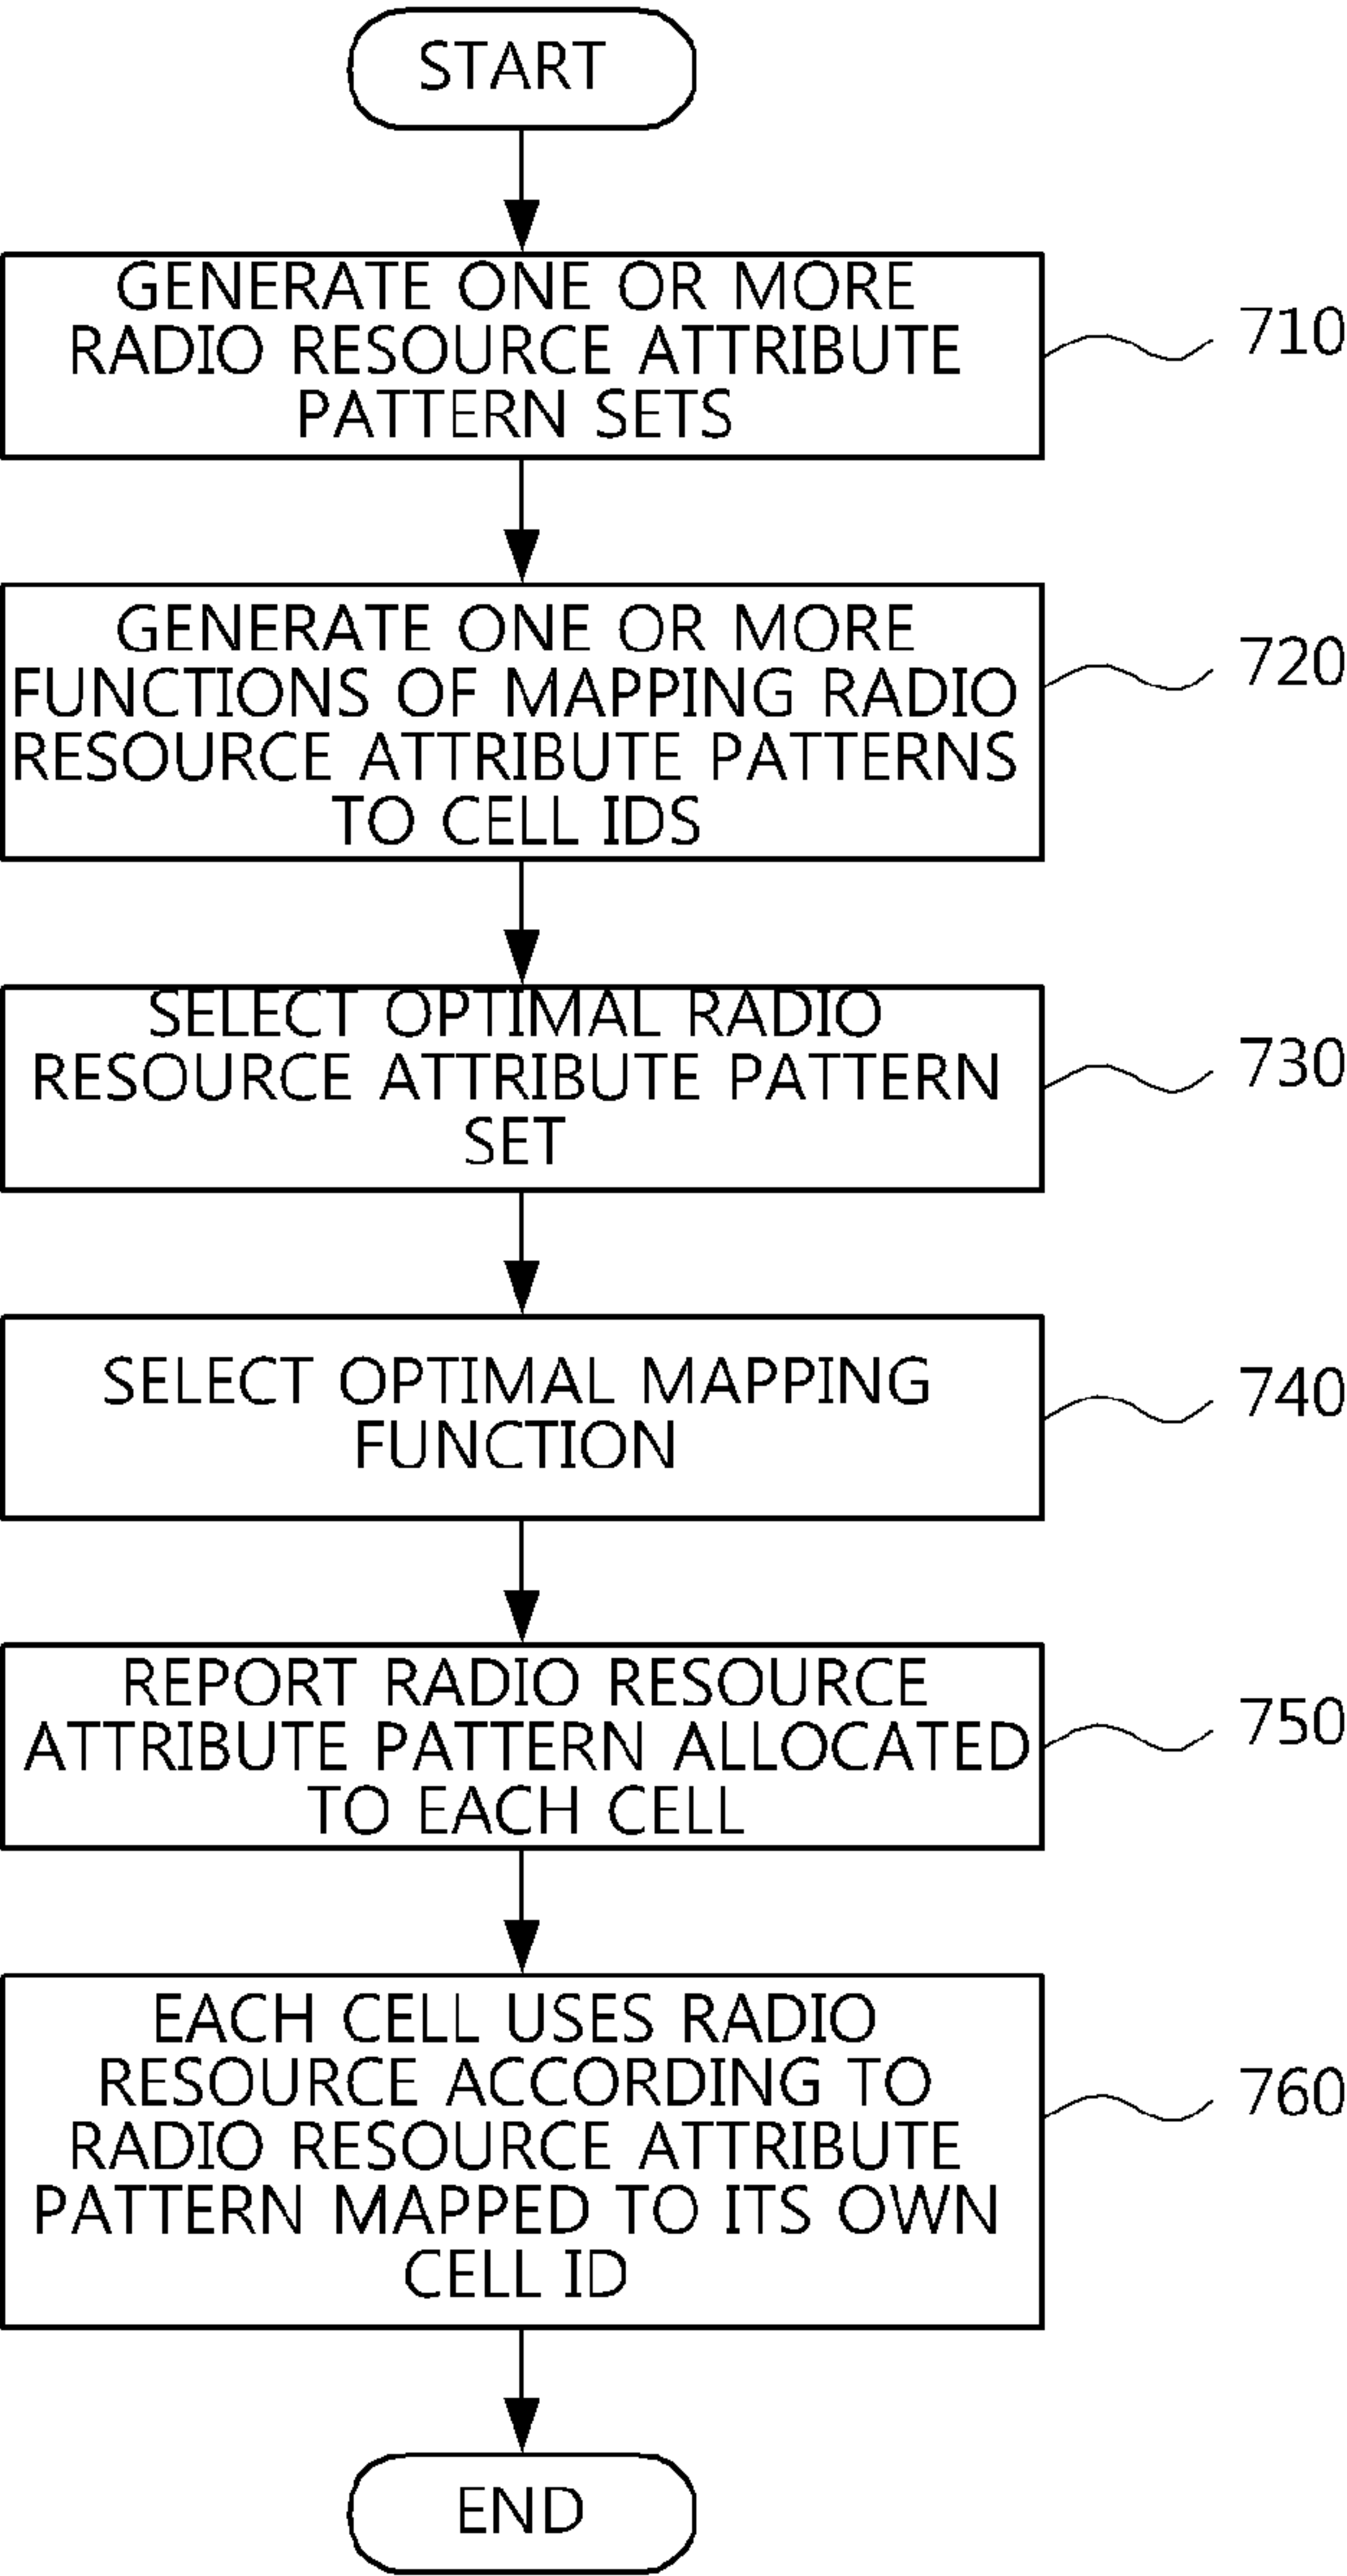 START
GENERATE ONE OR MORE
RADIO RESOURCE ATTRIBUTE
PATTERN SETS
710
GENERATE ONE OR MORE
FUNCTIONS OF MAPPING RADIO
RESOURCE ATTRIBUTE PATTERNS
TO CELL IDS
720
SELECT OPTIMAL RADIO
RESOURCE ATTRIBUTE PATTERN
SET
730
SELECT OPTIMAL MAPPING
FUNCTION
740
REPORT RADIO RESOURCE
ATTRIBUTE PATTERN ALLOCATED
TO EACH CELL
750
EACH CELL USES RADIO
RESOURCE ACCORDING TO
RADIO RESOURCE ATTRIBUTE
PATTERN MAPPED TO ITS OWN
CELL ID
760
END